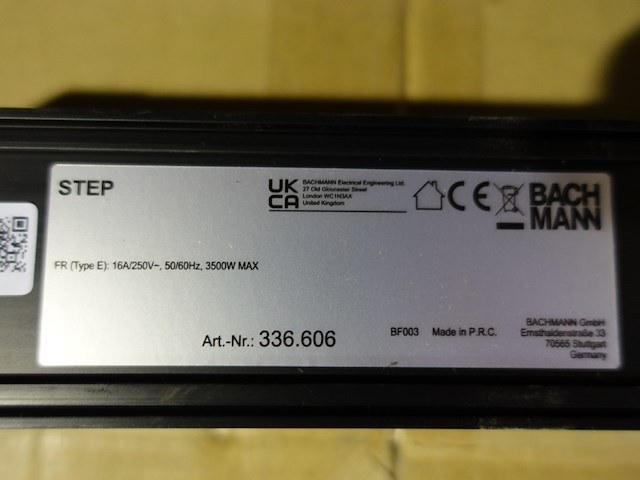 STEP
UK
CA
BACHMANN Electrical Engineering Ltd.
27 Old Gloucester Street
London WC1N3AX
United Kingdom
CE
BACH
MANN
FR (Type E): 16A/250V~, 50/60Hz, 3500W MAX
Art.-Nr.: 336.606
BF003 Made in P.R.C.
BACHMANN GmbH
Ernsthaldenstraße 33
70565 Stuttgart
Germany